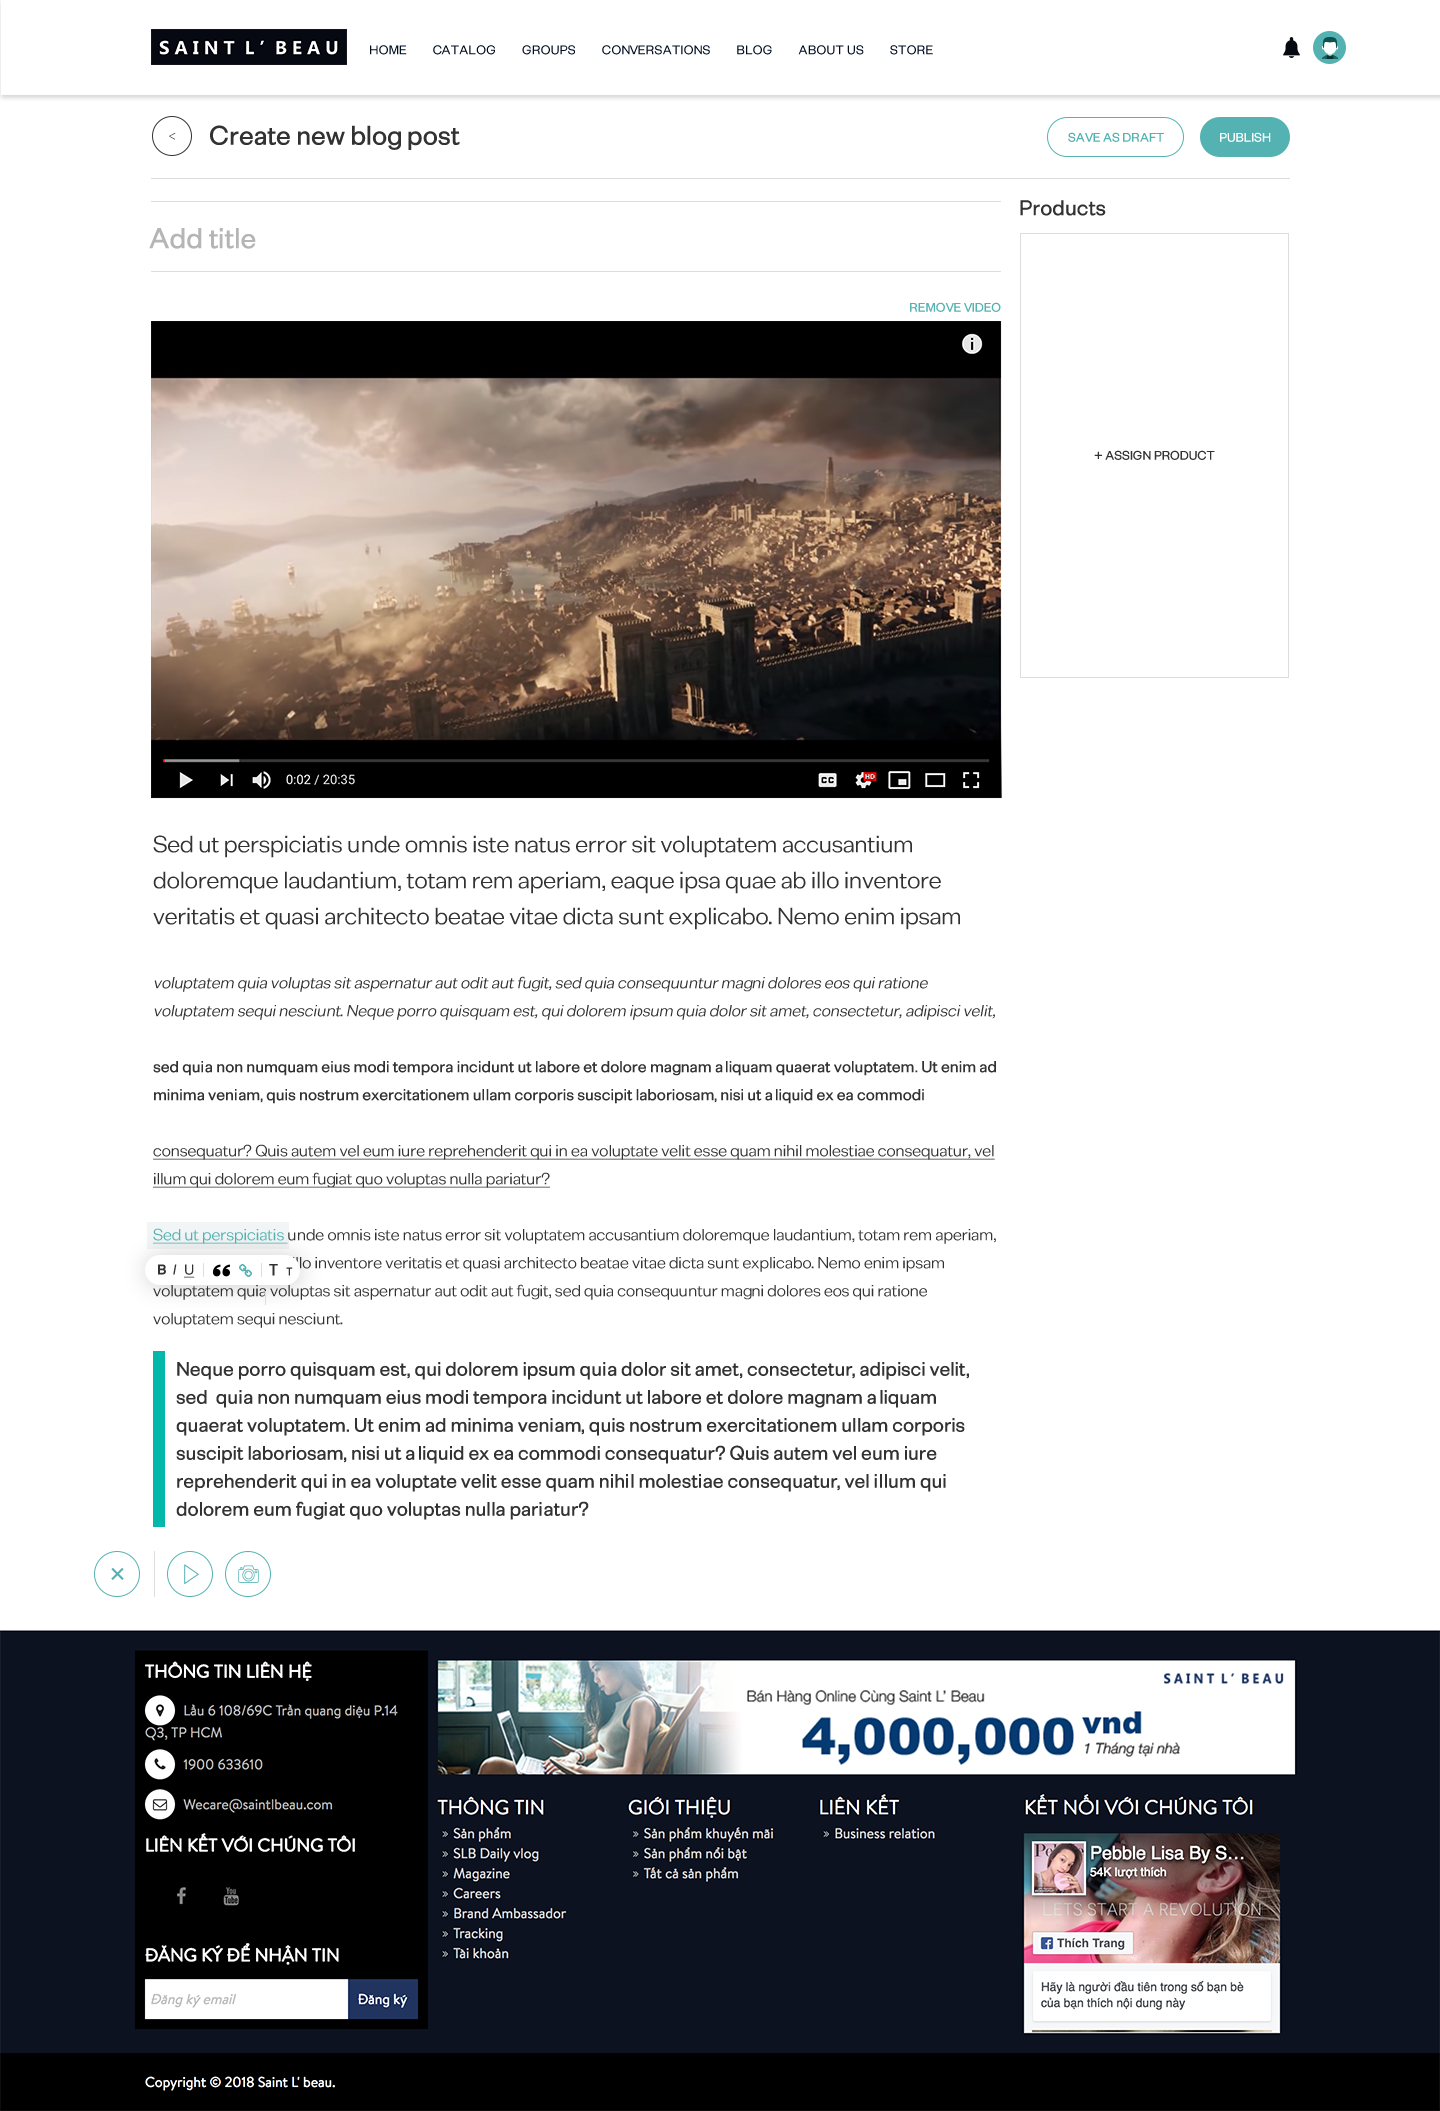 SAINT L' BEAU
HOME CATALOG GROUPS CONVERSATIONS BLOG ABOUT US STORE
< Create new blog post
SAVE AS DRAFT
PUBLISH
Add title
Products
REMOVE VIDEO
+ ASSIGN PRODUCT
0:02 / 20:35
CC
HD
Sed ut perspiciatis unde omnis iste natus error sit voluptatem accusantium
doloremque laudantium, totam rem aperiam, eaque ipsa quae ab illo inventore
veritatis et quasi architecto beatae vitae dicta sunt explicabo. Nemo enim ipsam
voluptatem quia voluptas sit aspernatur aut odit aut fugit, sed quia consequuntur magni dolores eos qui ratione
voluptatem sequi nesciunt. Neque porro quisquam est, qui dolorem ipsum quia dolor sit amet, consectetur, adipisci velit,
sed quia non numquam eius modi tempora incidunt ut labore et dolore magnam aliquam quaerat voluptatem. Ut enim ad
minima veniam, quis nostrum exercitationem ullam corporis suscipit laboriosam, nisi ut aliquid ex ea commodi
consequatur? Quis autem vel eum iure reprehenderit qui in ea voluptate velit esse quam nihil molestiae consequatur, vel
illum qui dolorem eum fugiat quo voluptas nulla pariatur?
Sed ut perspiciatis unde omnis iste natus error sit voluptatem accusantium doloremque laudantium, totam rem aperiam,
B I U T T
llo inventore veritatis et quasi architecto beatae vitae dicta sunt explicabo. Nemo enim ipsam
voluptatem quia voluptas sit aspernatur aut odit aut fugit, sed quia consequuntur magni dolores eos qui ratione
voluptatem sequi nesciunt.
Neque porro quisquam est, qui dolorem ipsum quia dolor sit amet, consectetur, adipisci velit,
sed quia non numquam eius modi tempora incidunt ut labore et dolore magnam aliquam
quaerat voluptatem. Ut enim ad minima veniam, quis nostrum exercitationem ullam corporis
suscipit laboriosam, nisi ut aliquid ex ea commodi consequatur? Quis autem vel eum iure
reprehenderit qui in ea voluptate velit esse quam nihil molestiae consequatur, vel illum qui
dolorem eum fugiat quo voluptas nulla pariatur?
THÔNG TIN LIÊN HỆ
Lầu 6 108/69C Trần quang diệu P.14
Q3, TP HCM
1900 633610
Wecare@saintlbeau.com
LIÊN KẾT VỚI CHÚNG TÔI
You
Tube
ĐĂNG KÝ ĐỂ NHẬN TIN
Đăng ký email
Đăng ký
SAINT L' BEAU
Bán Hàng Online Cùng Saint L' Beau
4,000,000 vnd
1 Tháng tại nhà
THÔNG TIN
» Sản phẩm
» SLB Daily vlog
» Magazine
» Careers
» Brand Ambassador
» Tracking
» Tài khoản
GIỚI THIỆU
» Sản phẩm khuyến mãi
» Sản phẩm nổi bật
» Tất cả sản phẩm
LIÊN KẾT
» Business relation
KẾT NỐI VỚI CHÚNG TÔI
Pebble Lisa By S...
54K lượt thích
LETS START A REVOLUTION
Thích Trang
Hãy là người đầu tiên trong số bạn bè
của bạn thích nội dung này
Copyright © 2018 Saint L' beau.